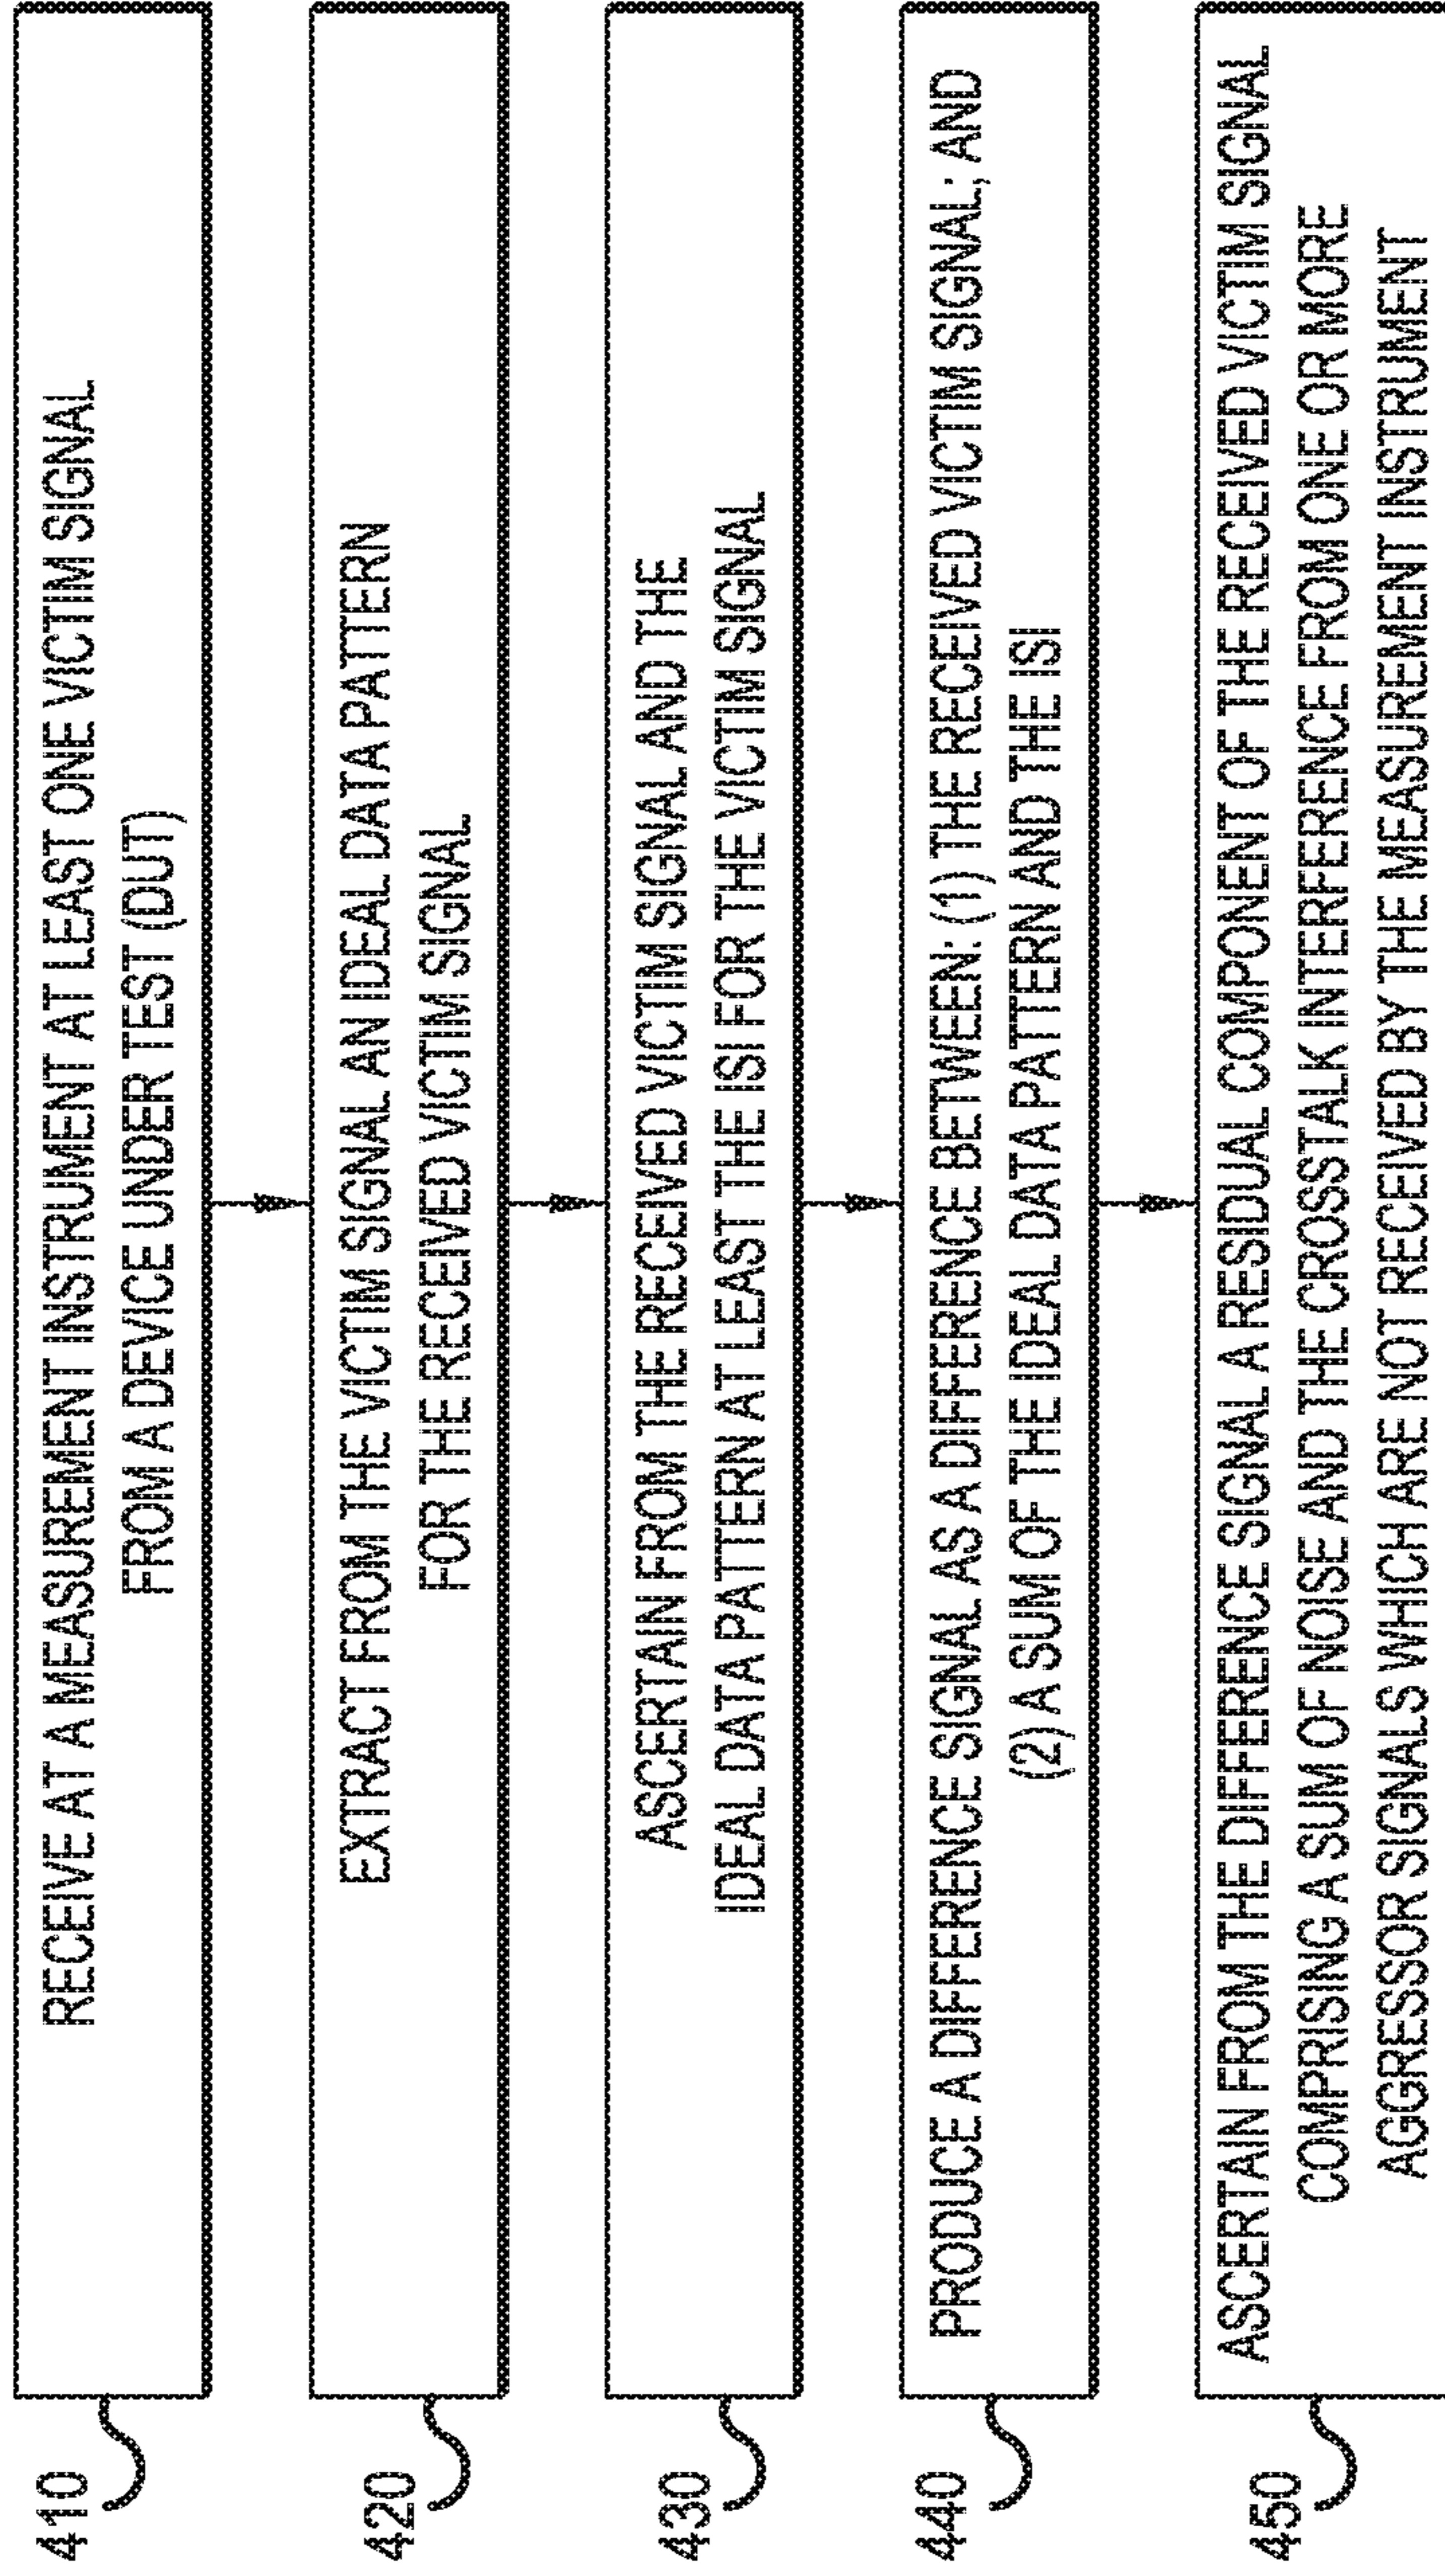 410
RECEIVE AT A MEASUREMENT INSTRUMENT AT LEAST ONE VICTIM SIGNAL
FROM A DEVICE UNDER TEST (DUT)
420
EXTRACT FROM THE VICTIM SIGNAL AN IDEAL DATA PATTERN
FOR THE RECEIVED VICTIM SIGNAL
430
ASCERTAIN FROM THE RECEIVED VICTIM SIGNAL AND THE
IDEAL DATA PATTERN AT LEAST THE ISI FOR THE VICTIM SIGNAL
440
PRODUCE A DIFFERENCE SIGNAL AS A DIFFERENCE BETWEEN: (1) THE RECEIVED VICTIM SIGNAL; AND
(2) A SUM OF THE IDEAL DATA PATTERN AND THE ISI
450
ASCERTAIN FROM THE DIFFERENCE SIGNAL A RESIDUAL COMPONENT OF THE RECEIVED VICTIM SIGNAL
COMPRISING A SUM OF NOISE AND THE CROSSTALK INTERFERENCE FROM ONE OR MORE
AGGRESSOR SIGNALS WHICH ARE NOT RECEIVED BY THE MEASUREMENT INSTRUMENT